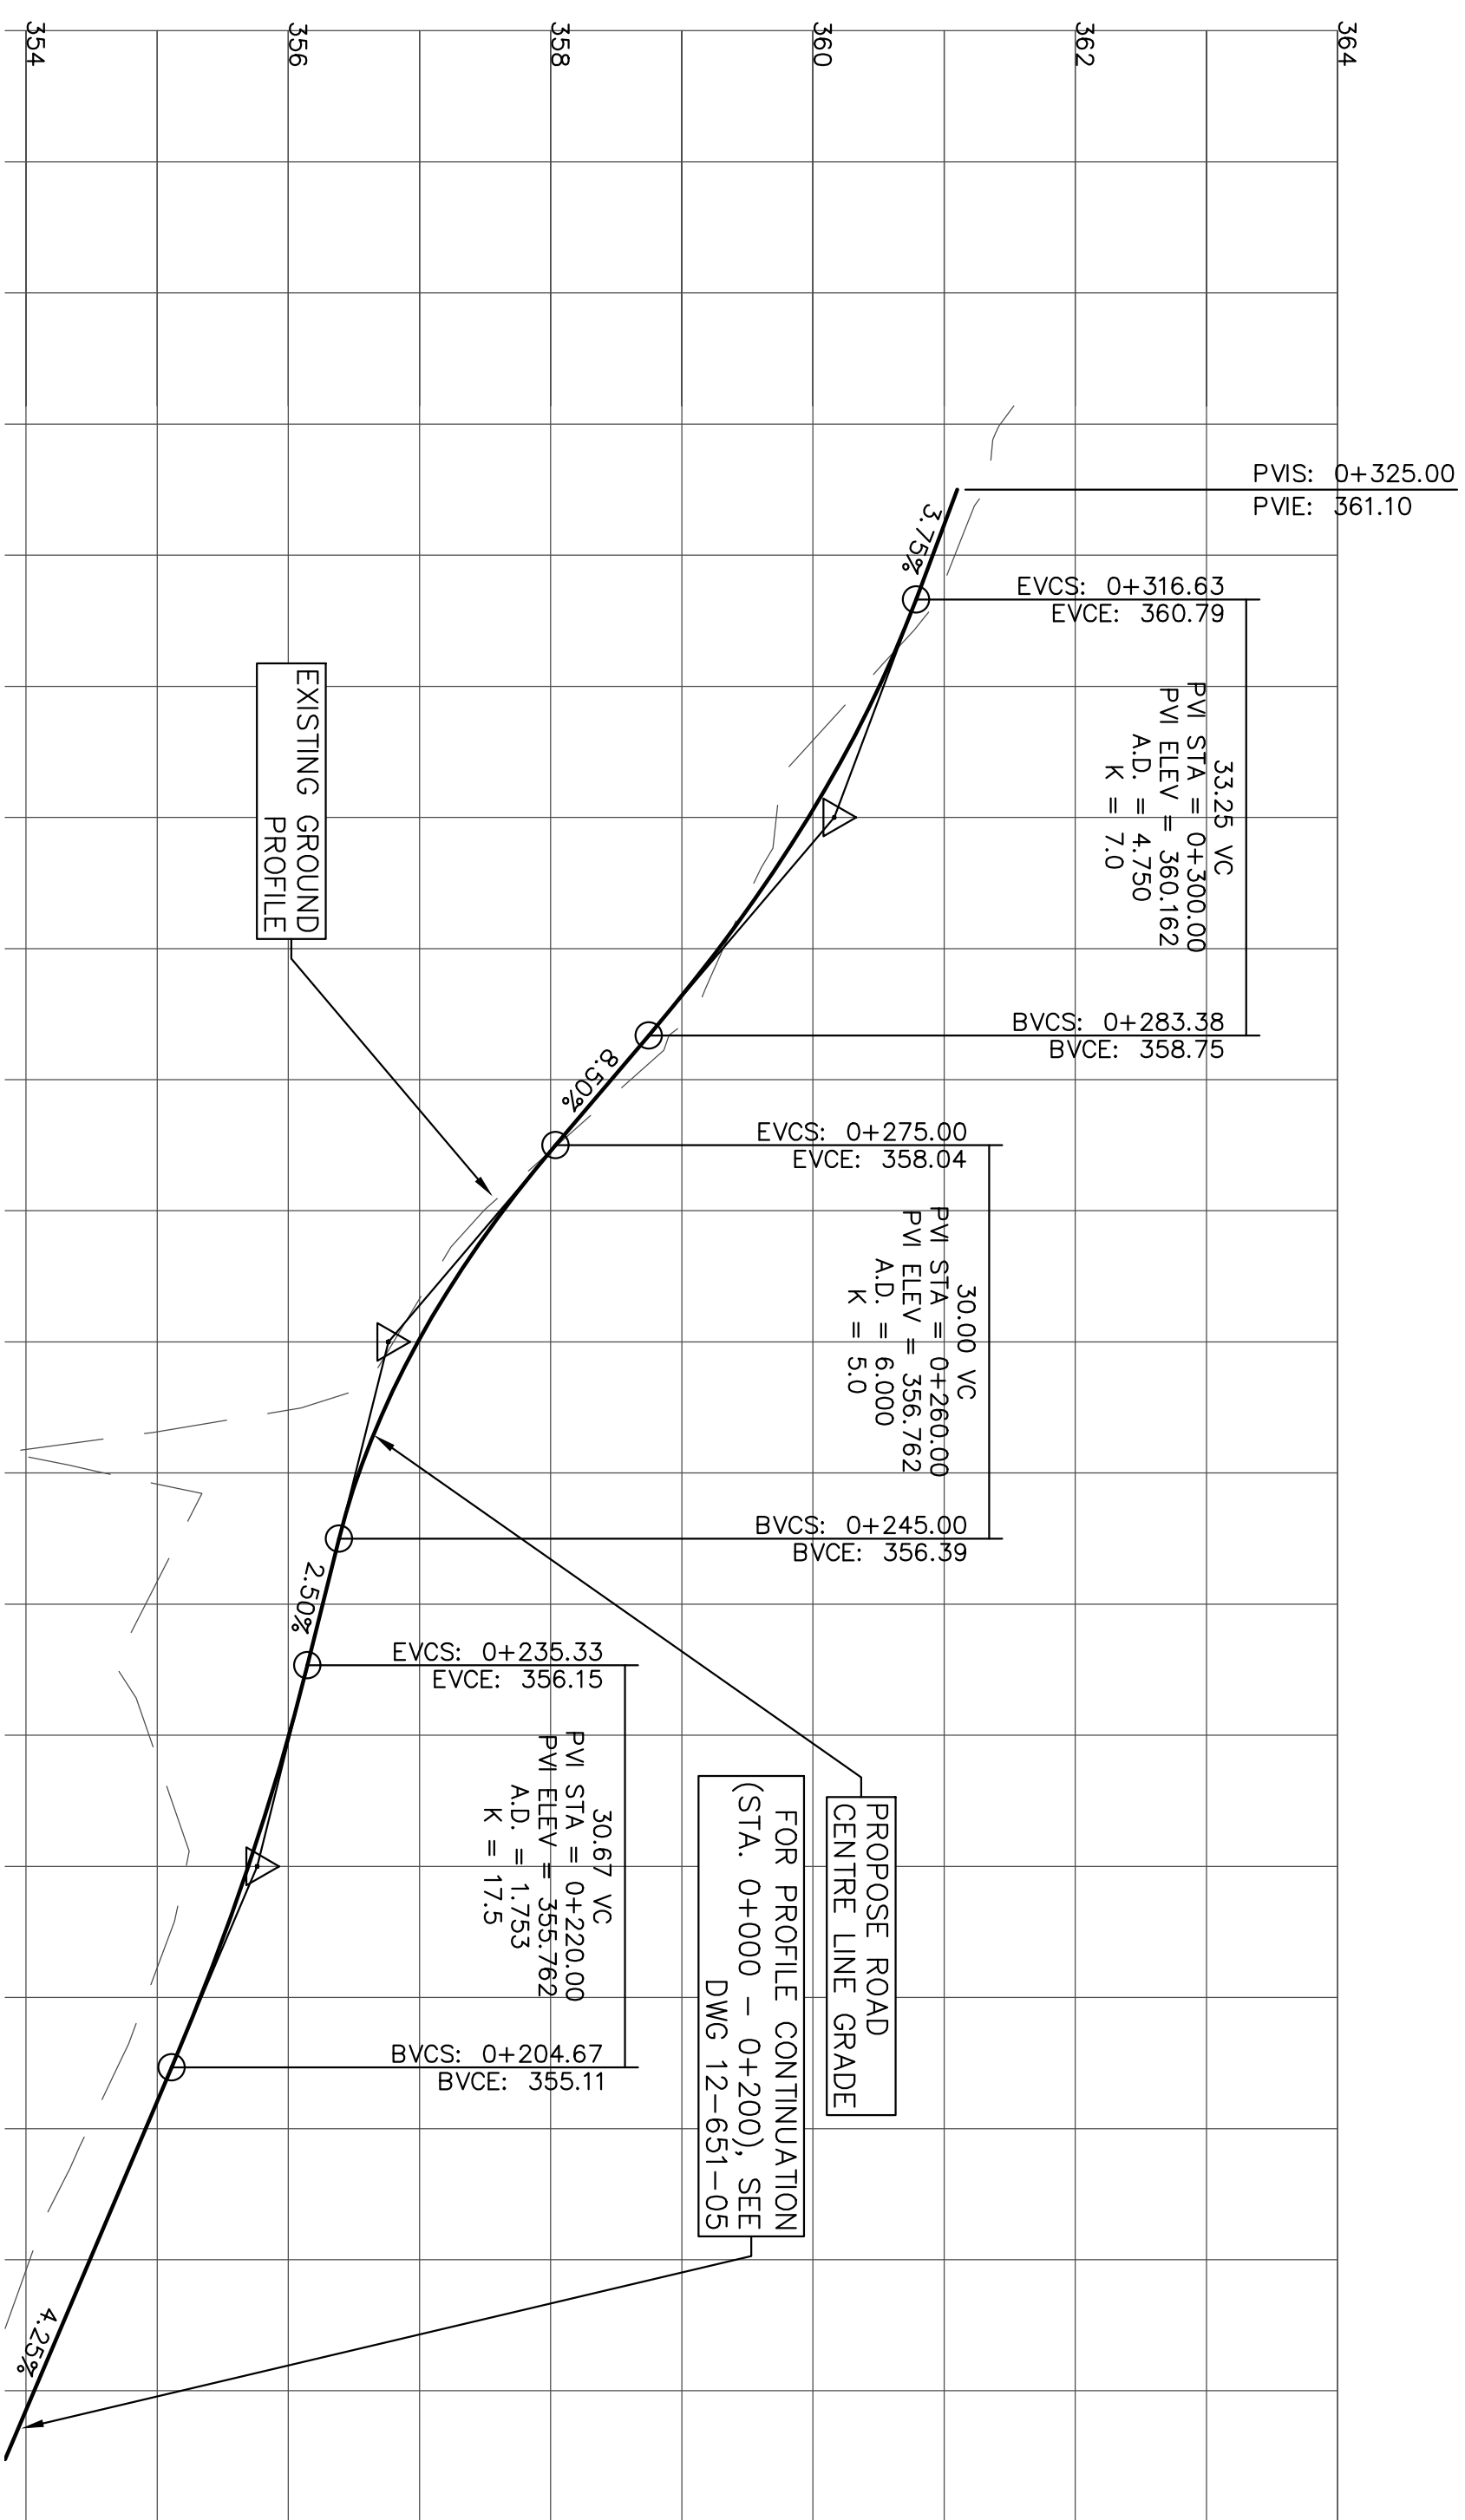 354
356
358
360
362
364
PVIS: 0+325.00
PVIE: 361.10
3.75%
EVCS: 0+316.63
EVCE: 360.79
33.25 VC
PVI STA = 0+300.00
PVI ELEV = 360.162
A.D. = 4.750
K = 7.0
BVCS: 0+283.38
BVCE: 358.75
EXISTING GROUND
PROFILE
8.50%
EVCS: 0+275.00
EVCE: 358.04
30.00 VC
PVI STA = 0+260.00
PVI ELEV = 356.762
A.D. = 6.000
K = 5.0
BVCS: 0+245.00
BVCE: 356.39
2.50%
EVCS: 0+235.33
EVCE: 356.15
30.67 VC
PVI STA = 0+220.00
PVI ELEV = 355.762
A.D. = 1.753
K = 17.5
BVCS: 0+204.67
BVCE: 355.11
PROPOSE ROAD
CENTRE LINE GRADE
FOR PROFILE CONTINUATION
(STA. 0+000 – 0+200), SEE
DWG 12–651–05
4.25%